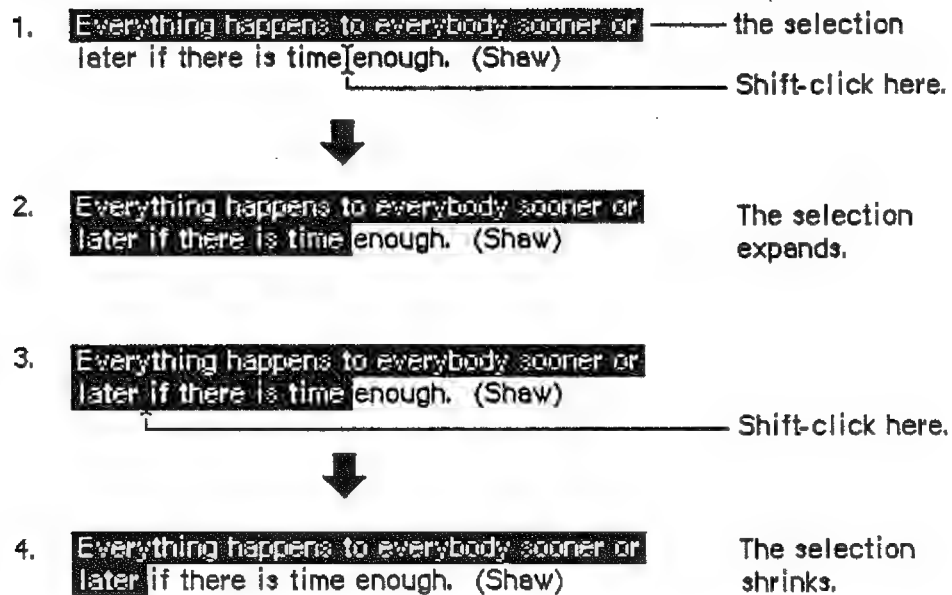 1. Everything happens to everybody sooner or
the selection
later if there is time enough. (Shaw)
Shift-click here.
2. Everything happens to everybody sooner or
later if there is time enough. (Shaw)
The selection
expands.
3. Everything happens to everybody sooner or
later if there is time enough. (Shaw)
Shift-click here.
4. Everything happens to everybody sooner or
later if there is time enough. (Shaw)
The selection
shrinks.